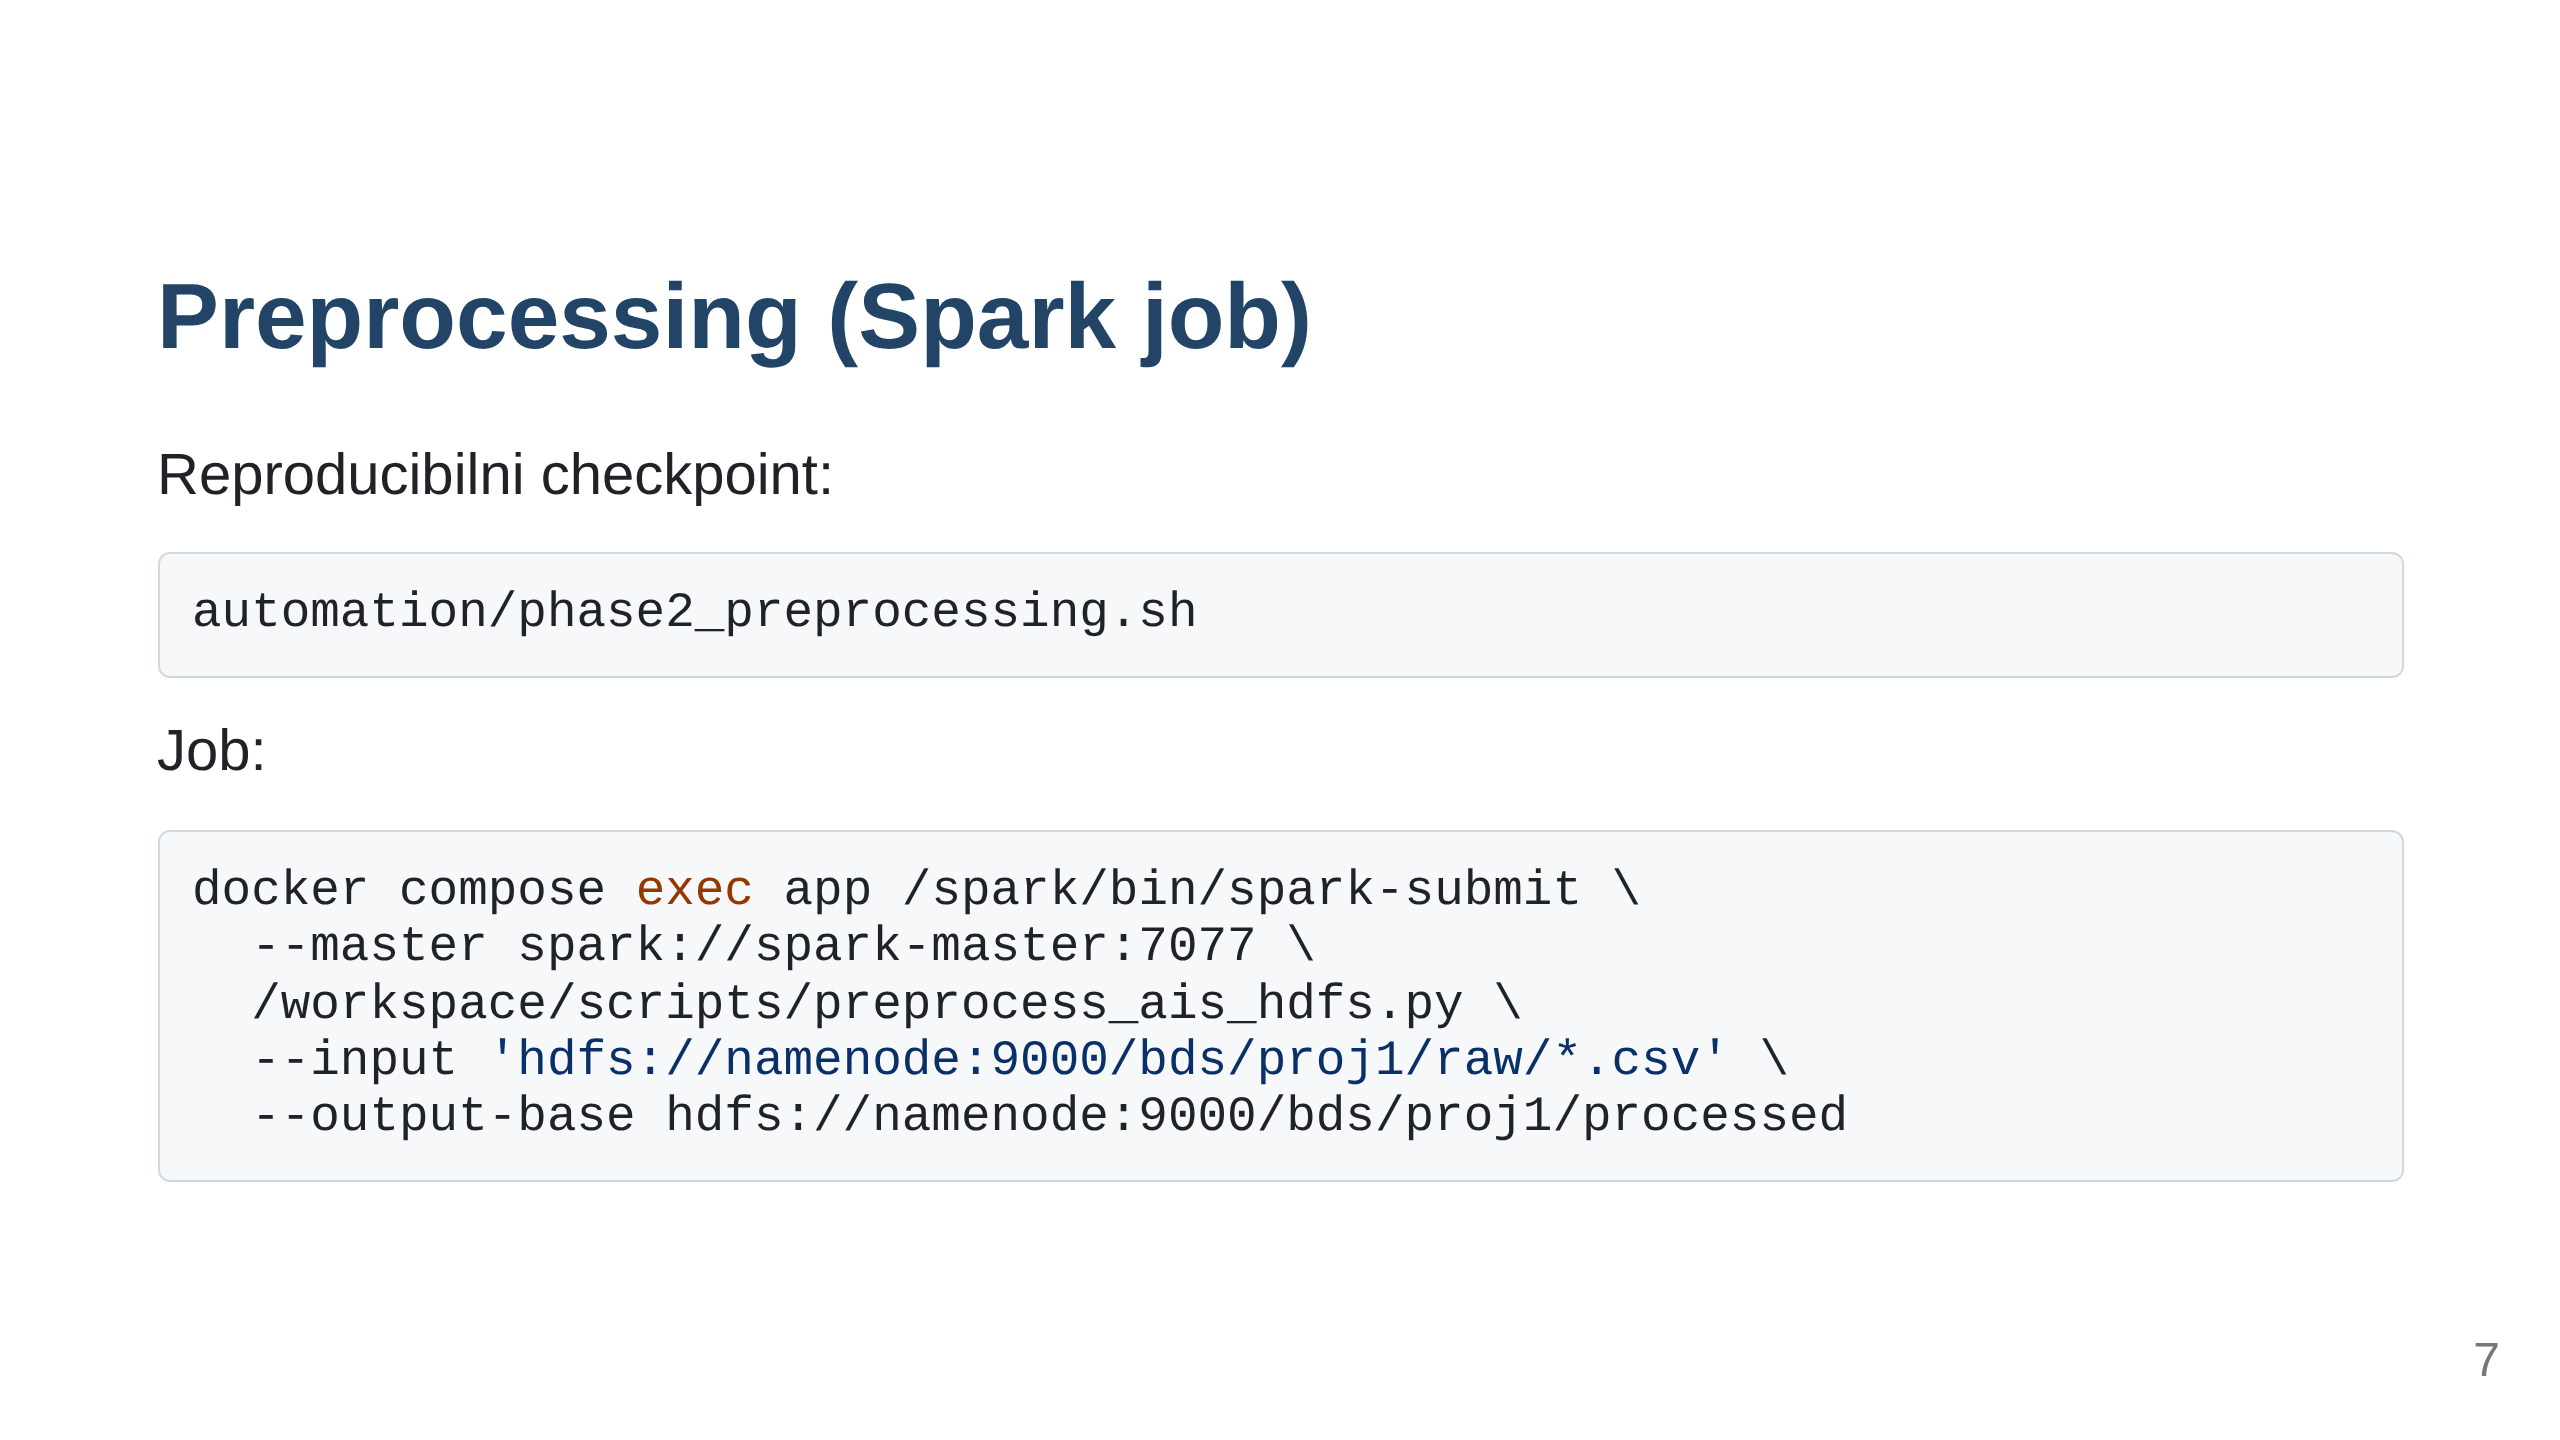 Preprocessing (Spark job)
Reproducibilni checkpoint:
automation/phase2_preprocessing.sh
Job:
docker compose exec app /spark/bin/spark-submit \
  --master spark://spark-master:7077 \
  /workspace/scripts/preprocess_ais_hdfs.py \
  --input 'hdfs://namenode:9000/bds/proj1/raw/*.csv' \
  --output-base hdfs://namenode:9000/bds/proj1/processed
7